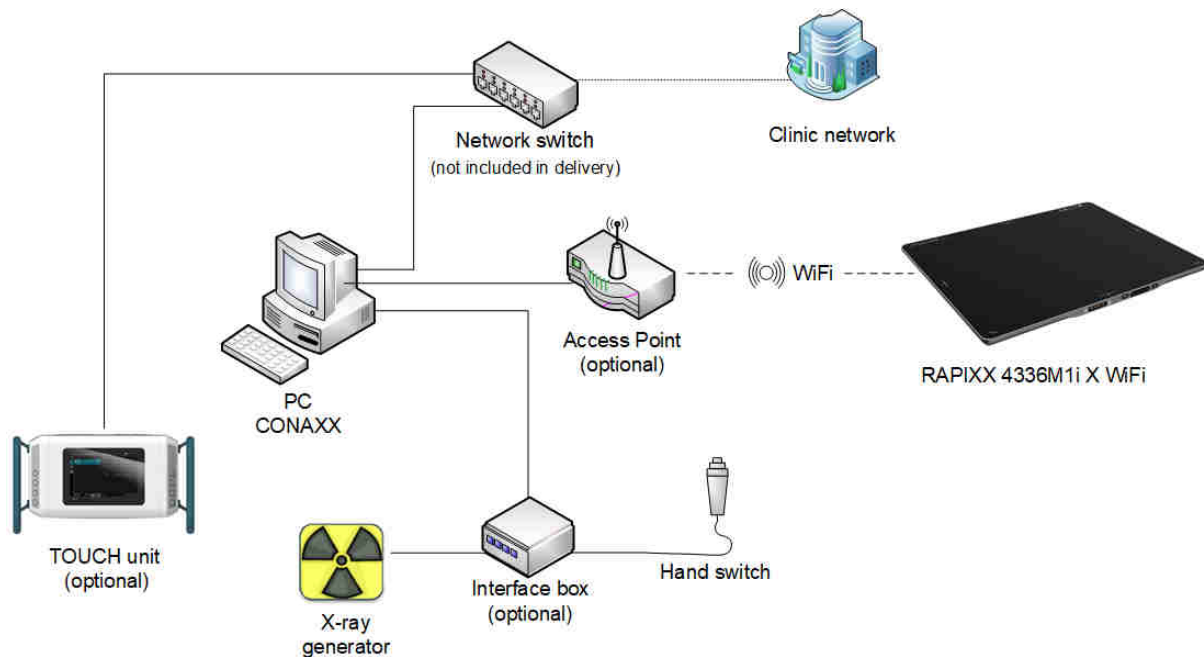 Network switch
(not included in delivery)
Clinic network
WiFi
Access Point
(optional)
RAPIXX 4336M1i X WiFi
PC
CONAXX
TOUCH unit
(optional)
X-ray
generator
Interface box
(optional)
Hand switch